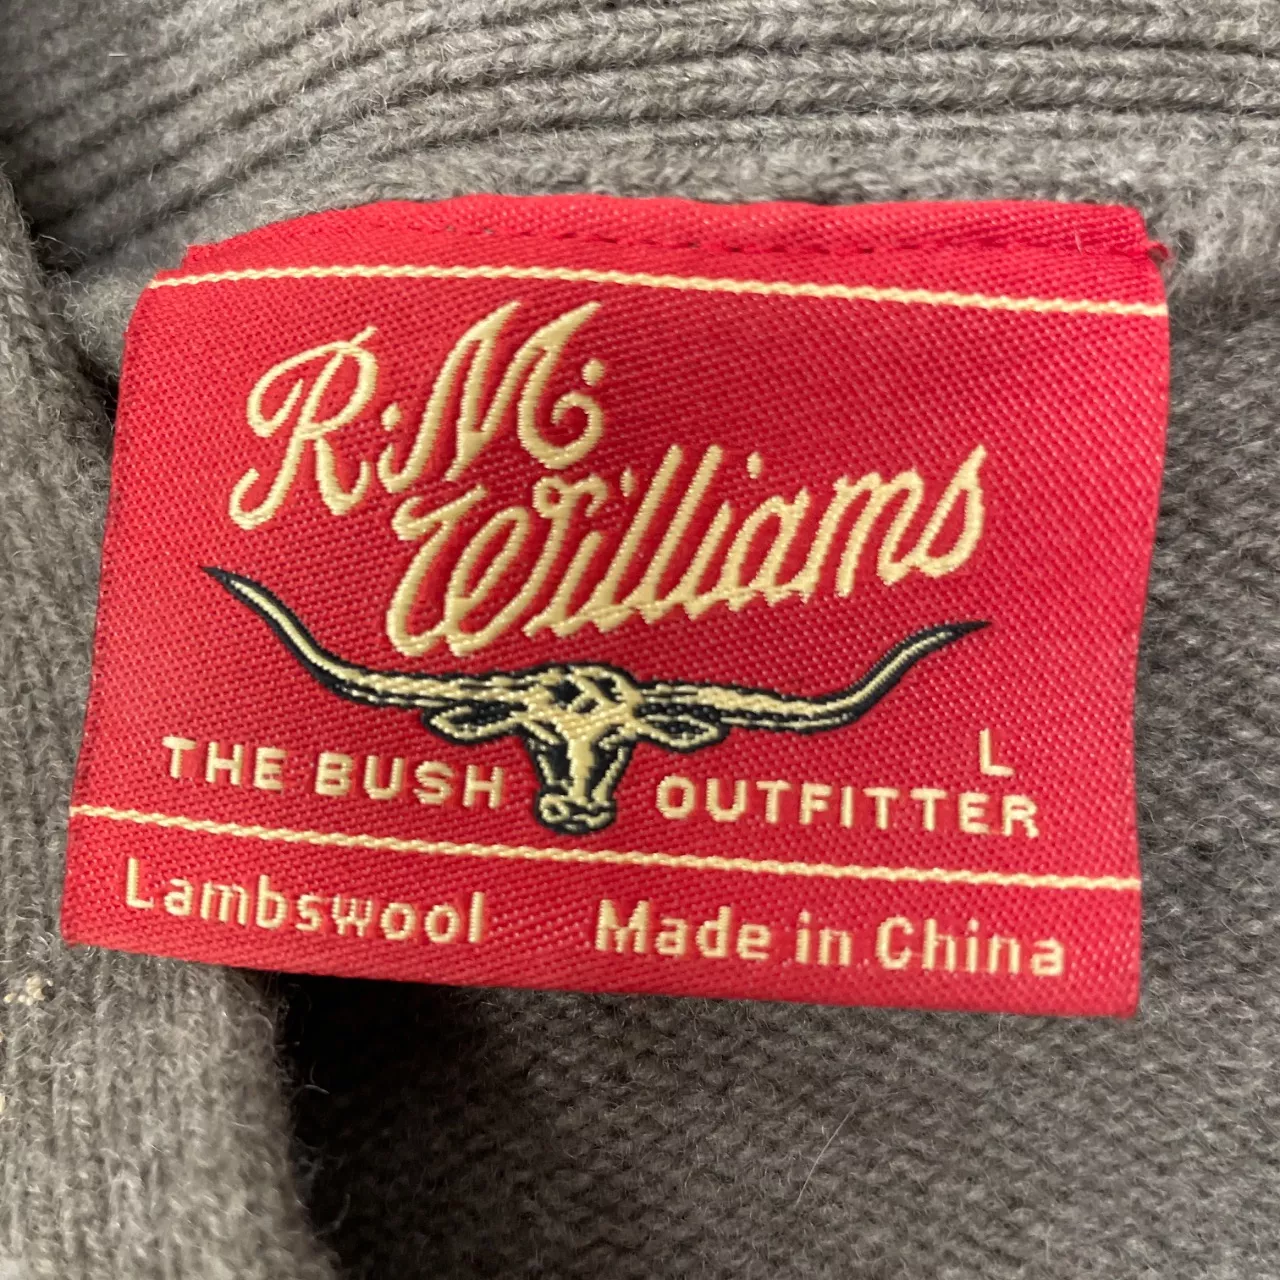 R.M.
Williams
L
THE BUSH OUTFITTER
Lambswool Made in China